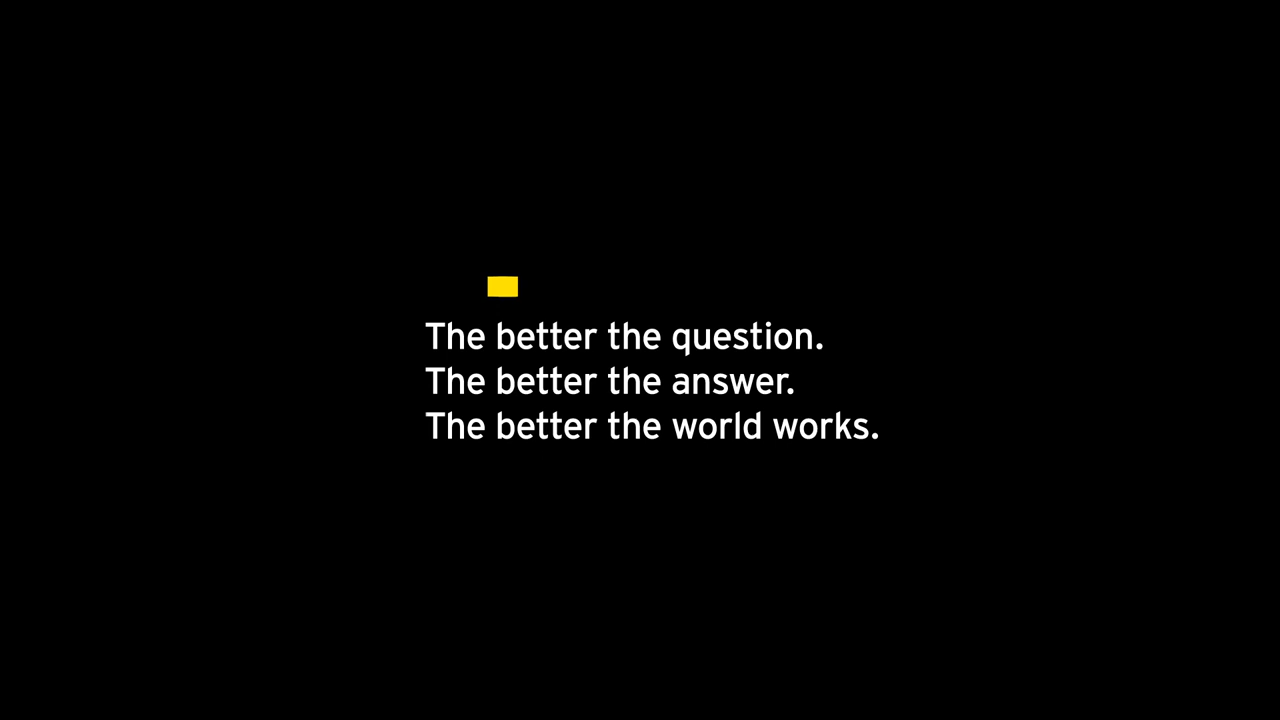 The better the question.
The better the answer.
The better the world works.